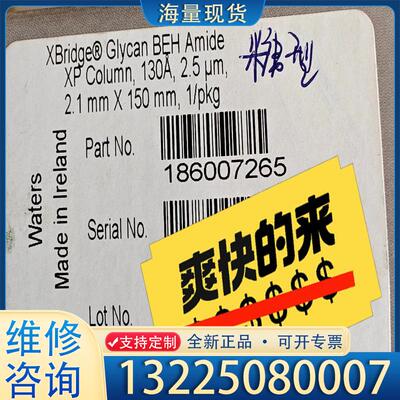 海量现货
XBridge® Glycan BEH Amide
XP Column, 130Å, 2.5 µm,
2.1 mm X 150 mm, 1/pkg
糖型
Part No.
186007265
Serial No.
Lot No.
Waters
Made in Ireland
爽快的来
$$$$$$
维修
咨询
支持定制
全新正品 · 可开专票
13225080007